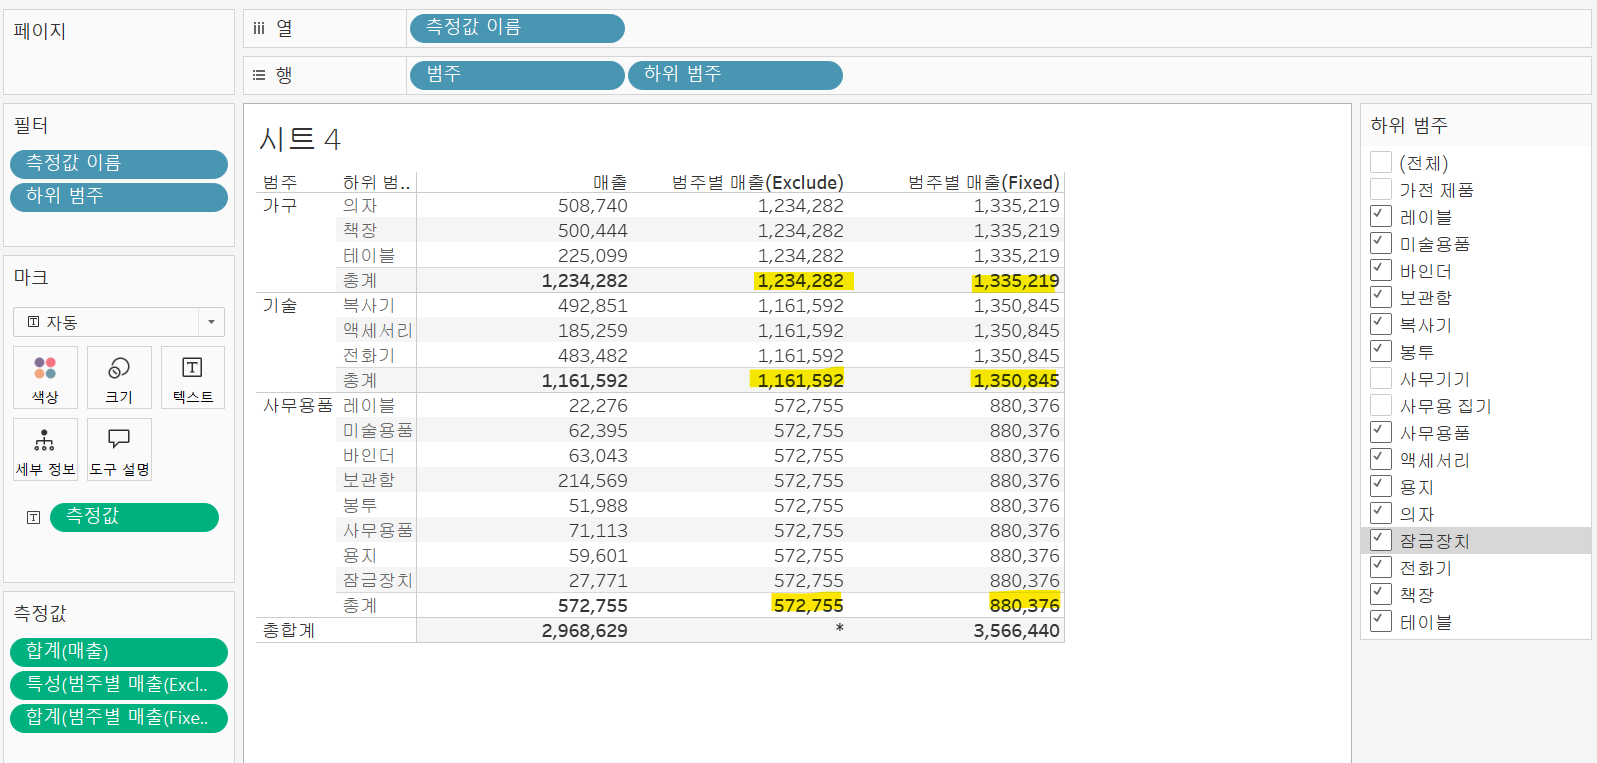 페이지
iii 열
측정값 이름
행
범주
하위 범주
필터
측정값 이름
하위 범주
마크
자동
색상
크기
텍스트
세부 정보
도구 설명
측정값
측정값
합계(매출)
특성(범주별 매출(Excl..
합계(범주별 매출(Fixe..
시트 4
범주 하위 범.. 매출 범주별 매출(Exclude) 범주별 매출(Fixed)
가구 의자 508,740 1,234,282 1,335,219
책장 500,444 1,234,282 1,335,219
테이블 225,099 1,234,282 1,335,219
총계 1,234,282 1,234,282 1,335,219
기술 복사기 492,851 1,161,592 1,350,845
액세서리 185,259 1,161,592 1,350,845
전화기 483,482 1,161,592 1,350,845
총계 1,161,592 1,161,592 1,350,845
사무용품 레이블 22,276 572,755 880,376
미술용품 62,395 572,755 880,376
바인더 63,043 572,755 880,376
보관함 214,569 572,755 880,376
봉투 51,988 572,755 880,376
사무용품 71,113 572,755 880,376
용지 59,601 572,755 880,376
잠금장치 27,771 572,755 880,376
총계 572,755 572,755 880,376
총합계 2,968,629 * 3,566,440
하위 범주
(전체)
가전 제품
레이블
미술용품
바인더
보관함
복사기
봉투
사무기기
사무용 집기
사무용품
액세서리
용지
의자
잠금장치
전화기
책장
테이블